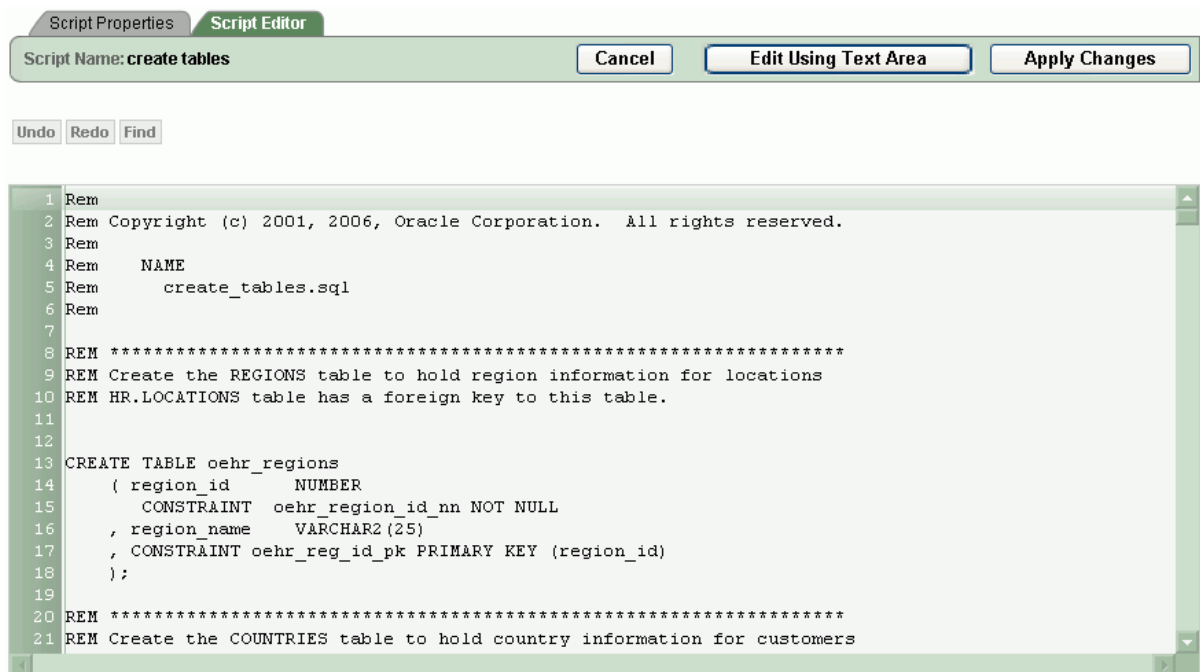 Script Properties Script Editor
Script Name: create tables Cancel Edit Using Text Area Apply Changes
Undo Redo Find
1 Rem
2 Rem Copyright (c) 2001, 2006, Oracle Corporation.  All rights reserved.
3 Rem
4 Rem    NAME
5 Rem      create_tables.sql
6 Rem
7
8 REM *******************************************************************
9 REM Create the REGIONS table to hold region information for locations
10 REM HR.LOCATIONS table has a foreign key to this table.
11
12
13 CREATE TABLE oehr_regions
14     ( region_id      NUMBER
15        CONSTRAINT  oehr_region_id_nn NOT NULL
16     , region_name    VARCHAR2(25)
17     , CONSTRAINT oehr_reg_id_pk PRIMARY KEY (region_id)
18     );
19
20 REM *******************************************************************
21 REM Create the COUNTRIES table to hold country information for customers